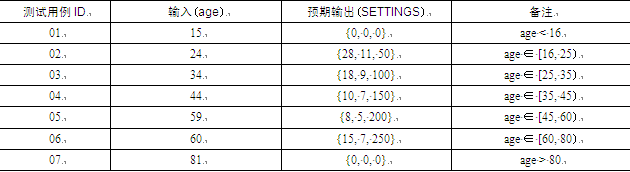 测试用例 ID 输入 (age) 预期输出 (SETTINGS) 备注
01 15 {0, 0, 0} age < 16
02 24 {28, 11, 50} age ∈ [16, 25)
03 34 {18, 9, 100} age ∈ [25, 35)
04 44 {10, 7, 150} age ∈ [35, 45)
05 59 {8, 5, 200} age ∈ [45, 60)
06 60 {15, 7, 250} age ∈ [60, 80)
07 81 {0, 0, 0} age > 80